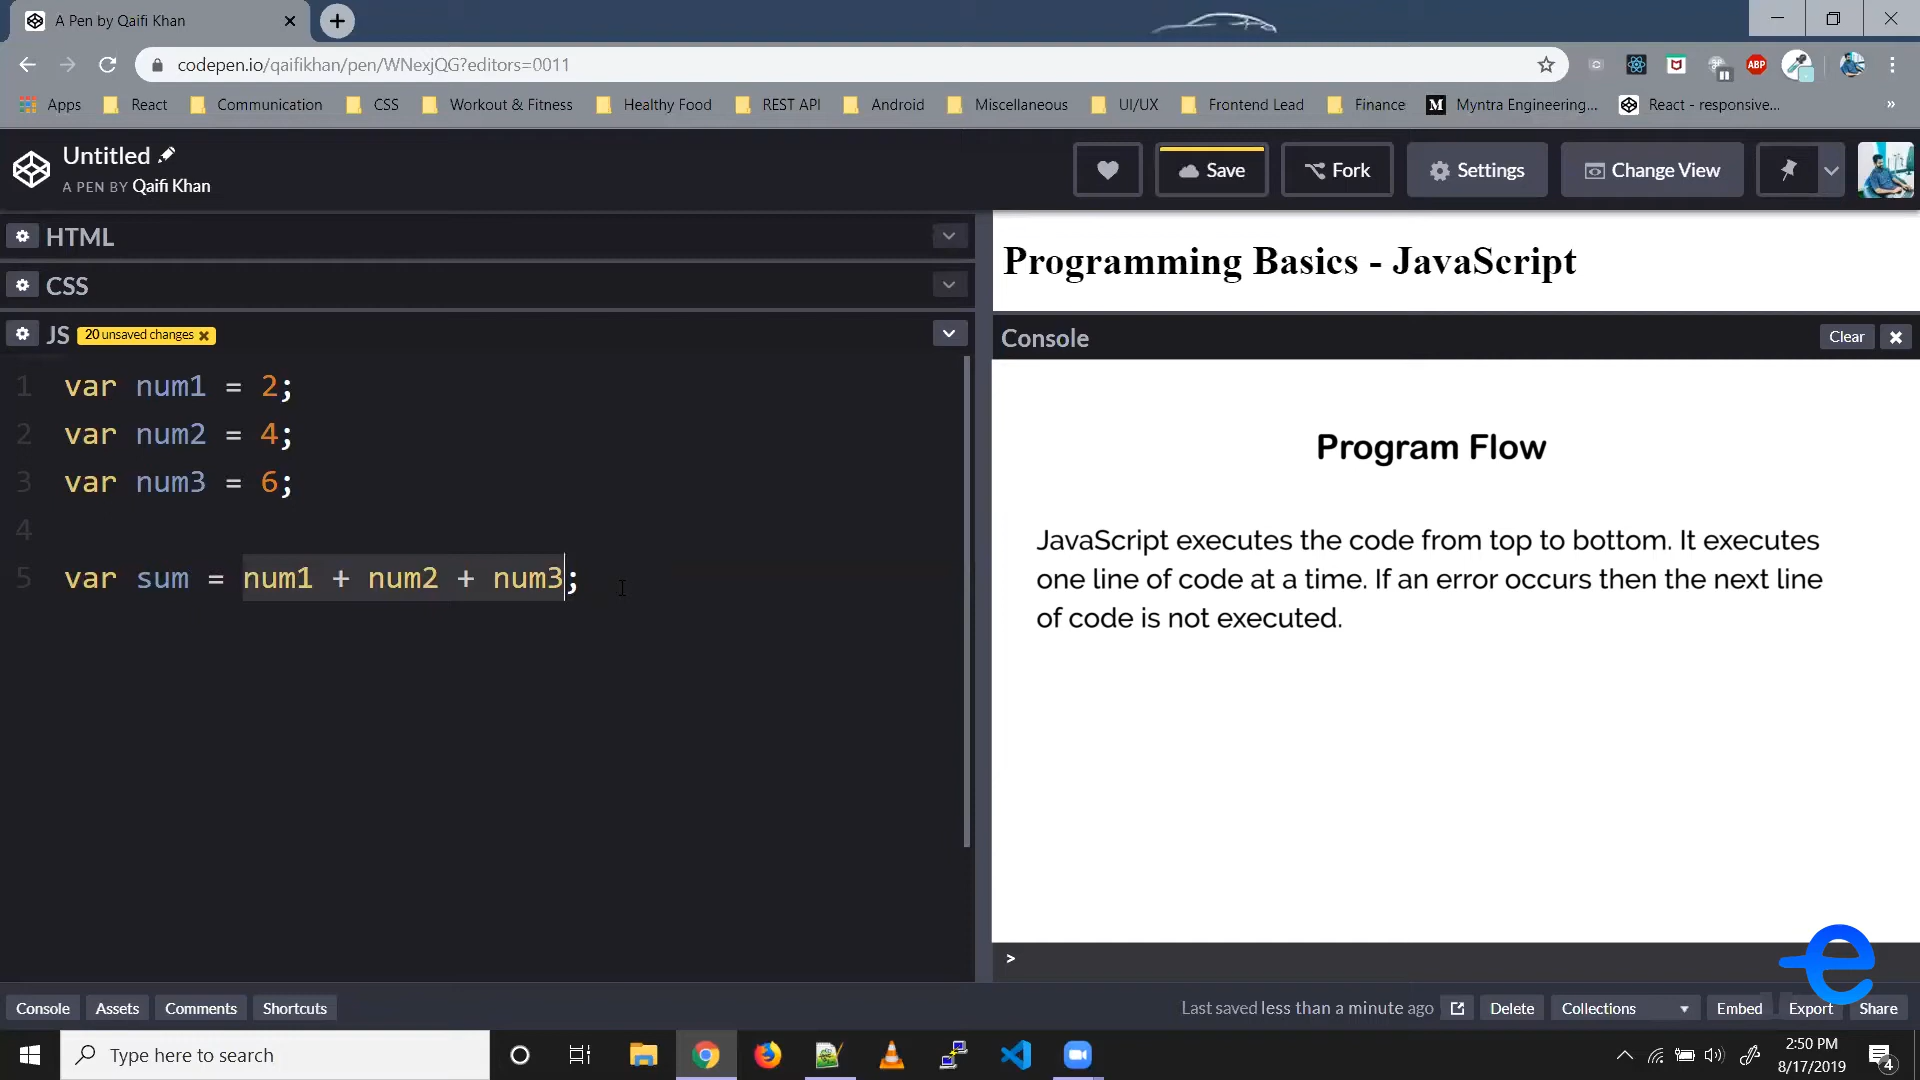 A Pen by Qaifi Khan
codepen.io/qaifikhan/pen/WNexjQG?editors=0011
ABP
Apps React Communication CSS Workout & Fitness Healthy Food REST API Android Miscellaneous UI/UX Frontend Lead Finance M Myntra Engineering... React - responsive... »
Untitled
A PEN BY Qaifi Khan
Save Fork Settings Change View
HTML
CSS
JS 20 unsaved changes x
1 var num1 = 2;
2 var num2 = 4;
3 var num3 = 6;
4
5 var sum = num1 + num2 + num3;
Programming Basics - JavaScript
Console Clear
Program Flow
JavaScript executes the code from top to bottom. It executes
one line of code at a time. If an error occurs then the next line
of code is not executed.
>
e
Console Assets Comments Shortcuts Last saved less than a minute ago Delete Collections Embed Export Share
Type here to search
2:50 PM
8/17/2019
4